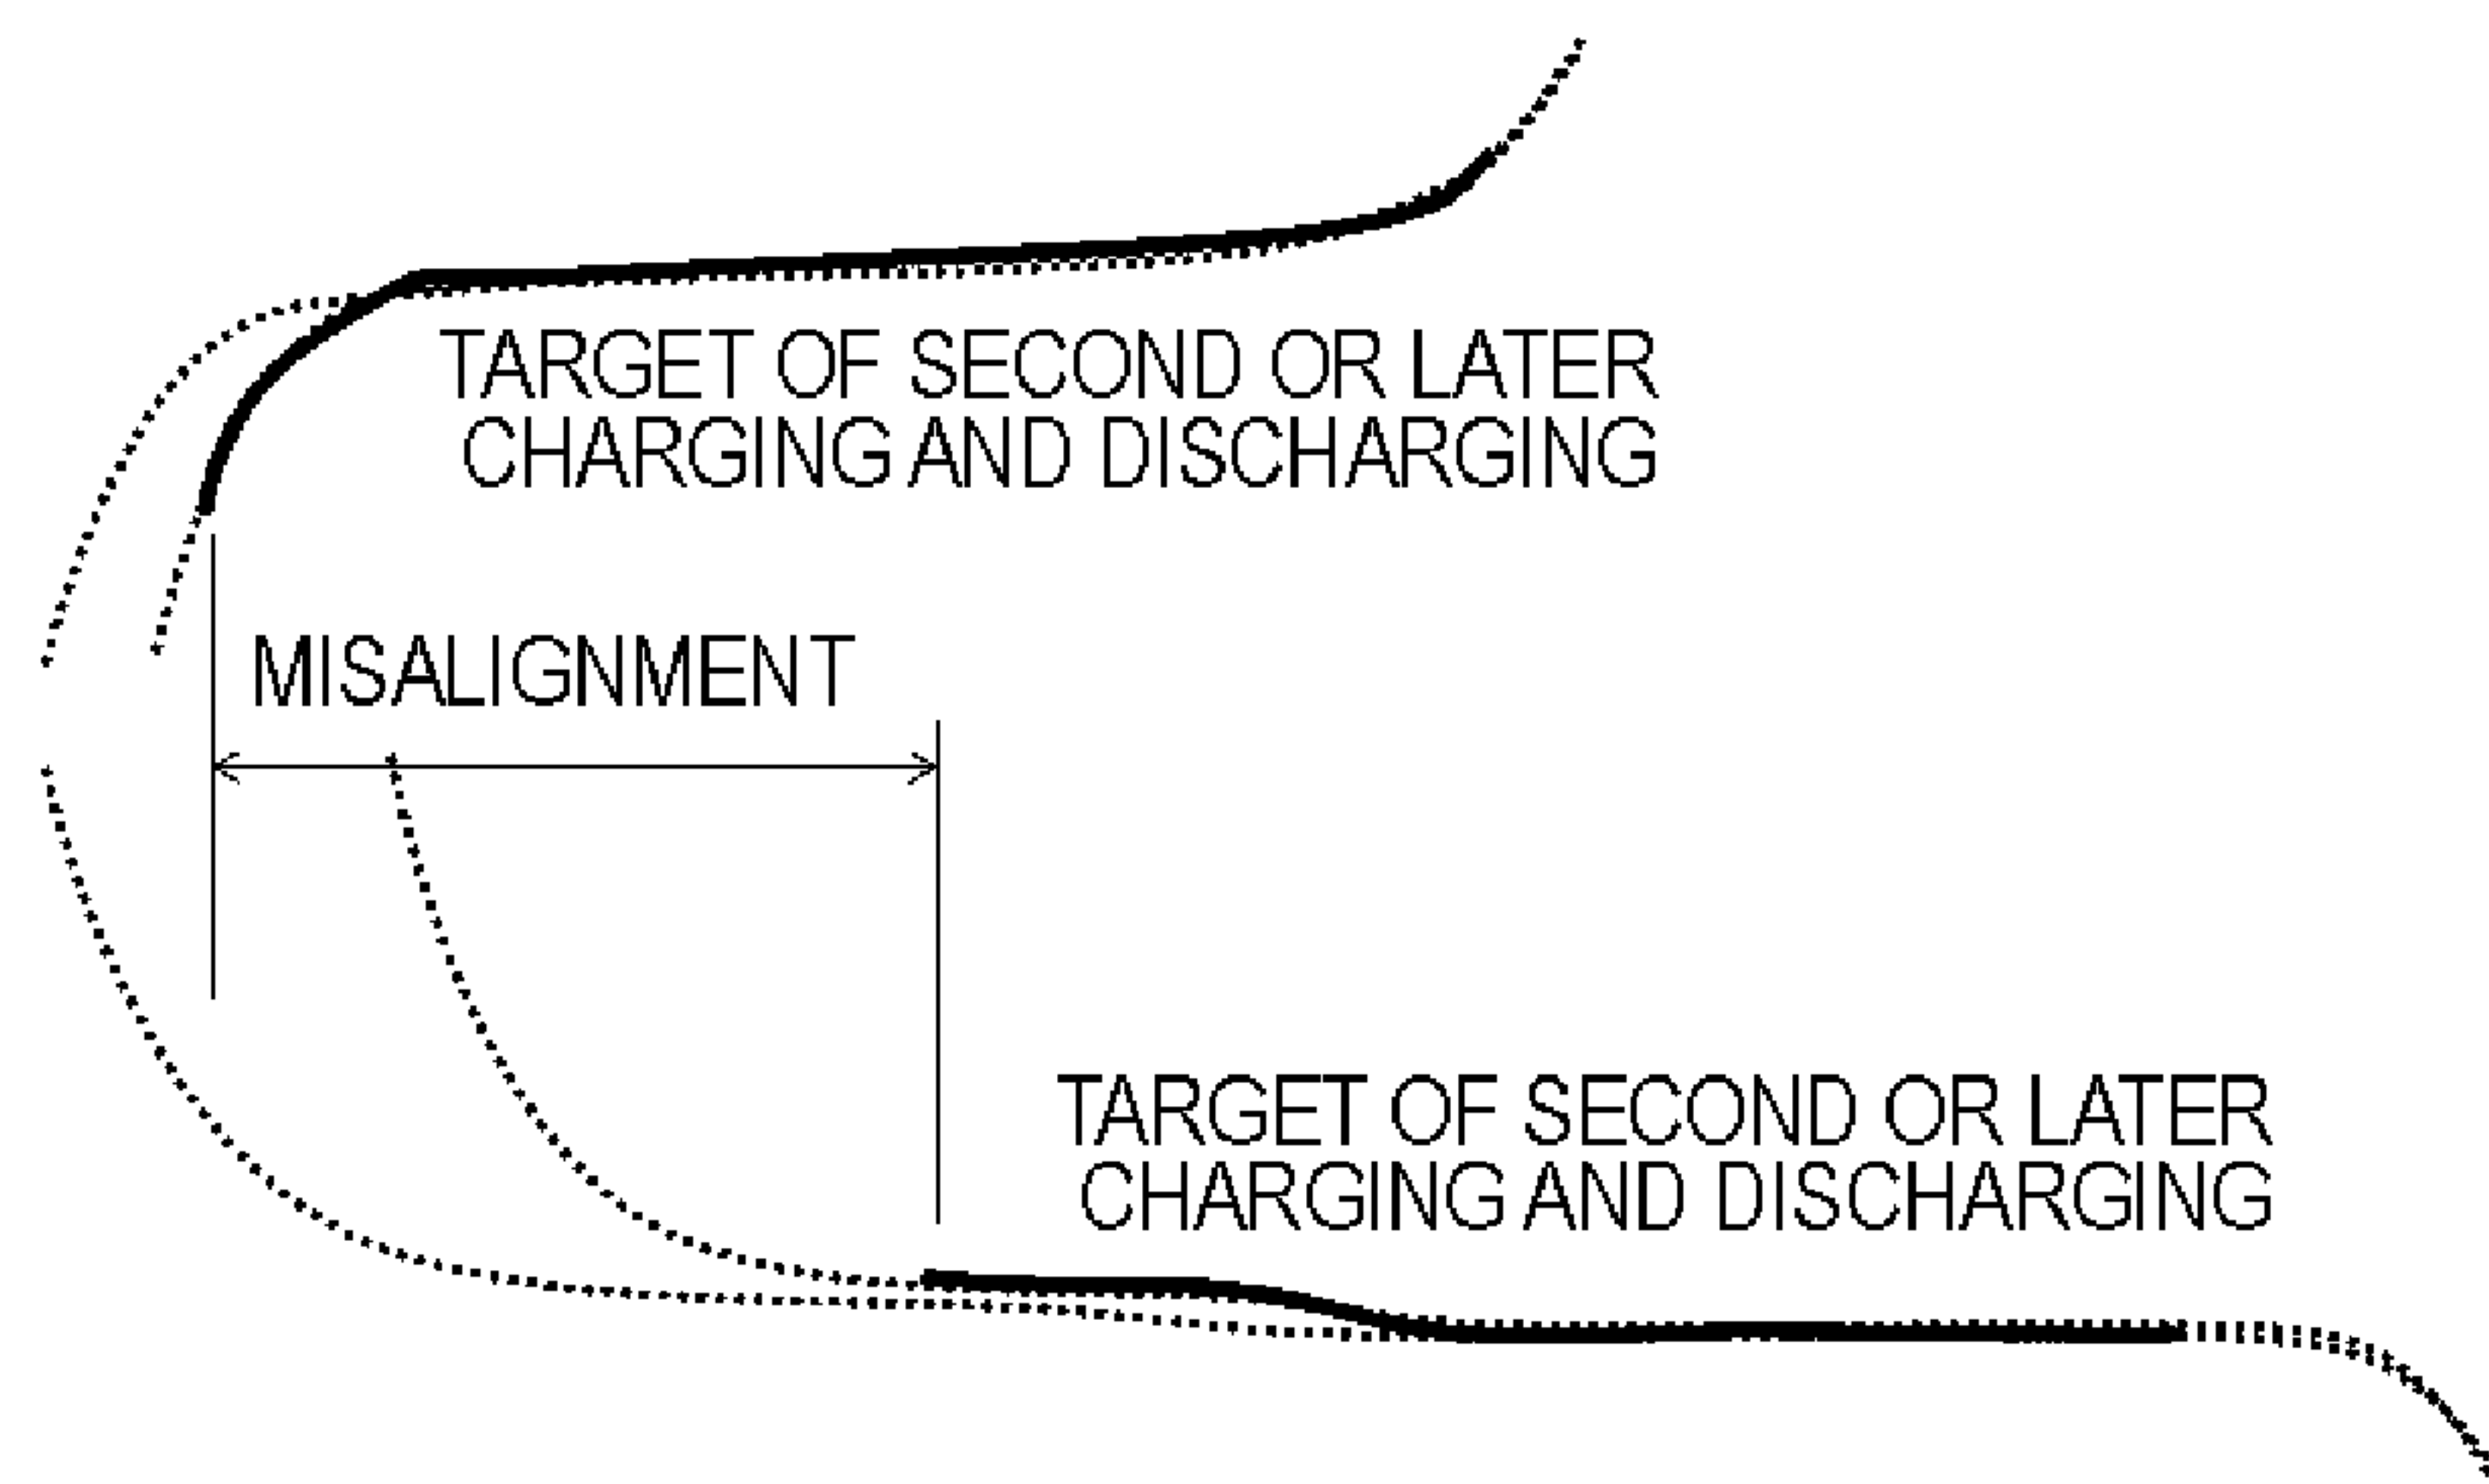 TARGET OF SECOND OR LATER
CHARGING AND DISCHARGING
MISALIGNMENT
TARGET OF SECOND OR LATER
CHARGING AND DISCHARGING